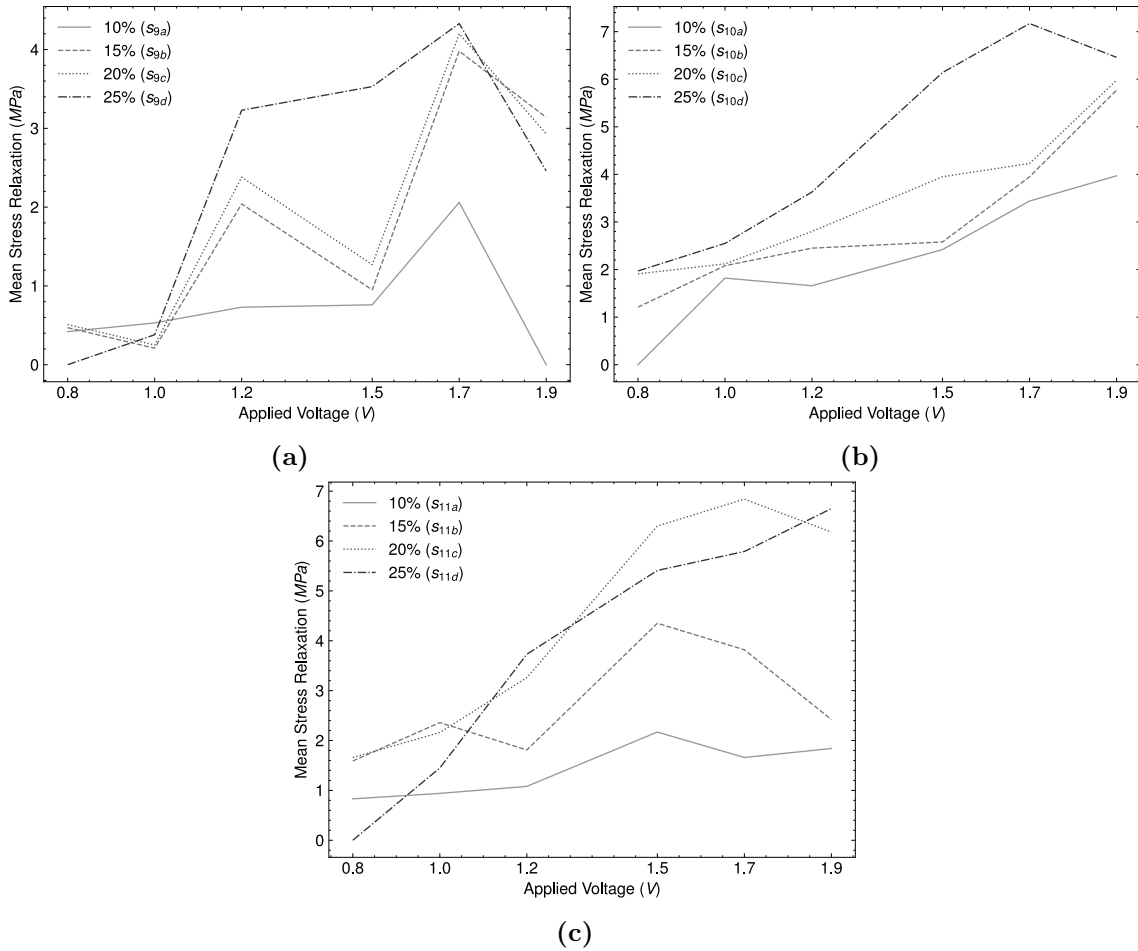 10% (s9a)
15% (s9b)
20% (s9c)
25% (s9d)
Mean Stress Relaxation (MPa)
4
3
2
1
0
0.8 1.0 1.2 1.5 1.7 1.9
Applied Voltage (V)
(a)
10% (s10a)
15% (s10b)
20% (s10c)
25% (s10d)
Mean Stress Relaxation (MPa)
7
6
5
4
3
2
1
0
0.8 1.0 1.2 1.5 1.7 1.9
Applied Voltage (V)
(b)
10% (s11a)
15% (s11b)
20% (s11c)
25% (s11d)
Mean Stress Relaxation (MPa)
7
6
5
4
3
2
1
0
0.8 1.0 1.2 1.5 1.7 1.9
Applied Voltage (V)
(c)